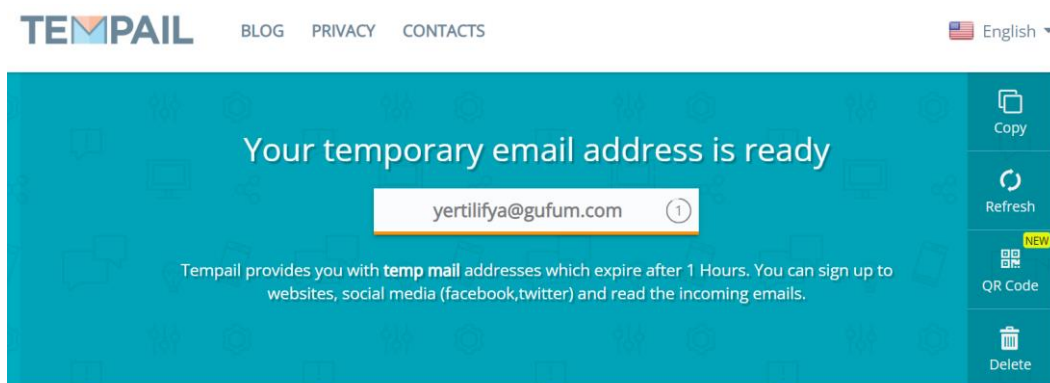 TEMPAIL
BLOG PRIVACY CONTACTS
English
Your temporary email address is ready
yertilifya@gufum.com 1
Tempail provides you with temp mail addresses which expire after 1 Hours. You can sign up to
websites, social media (facebook,twitter) and read the incoming emails.
Copy
Refresh
NEW
QR Code
Delete